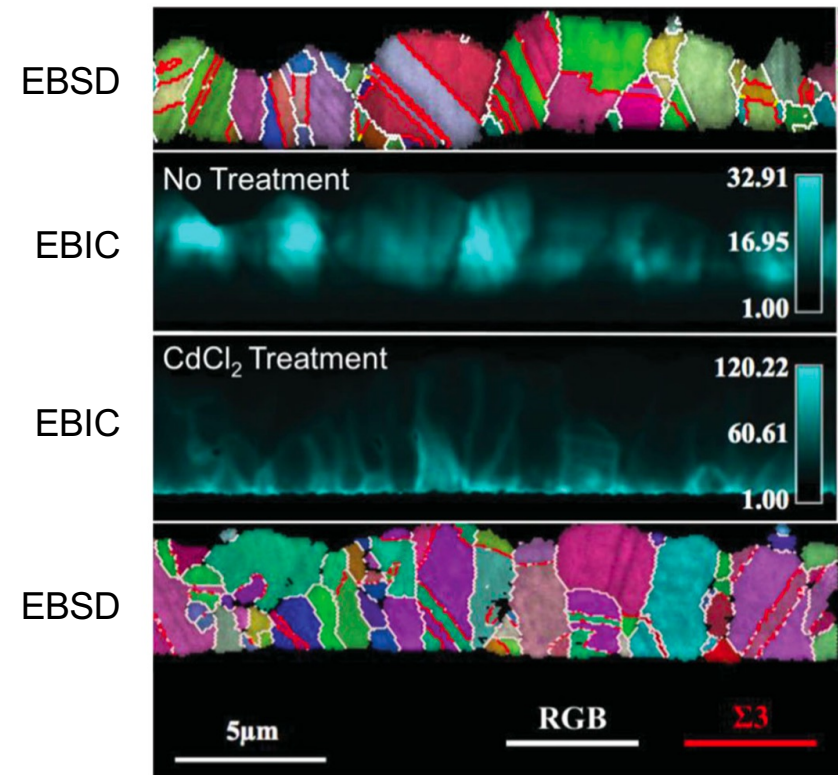 EBSD
EBIC
No Treatment
32.91
16.95
1.00
EBIC
CdCl₂ Treatment
120.22
60.61
1.00
EBSD
5μm
RGB
Σ3